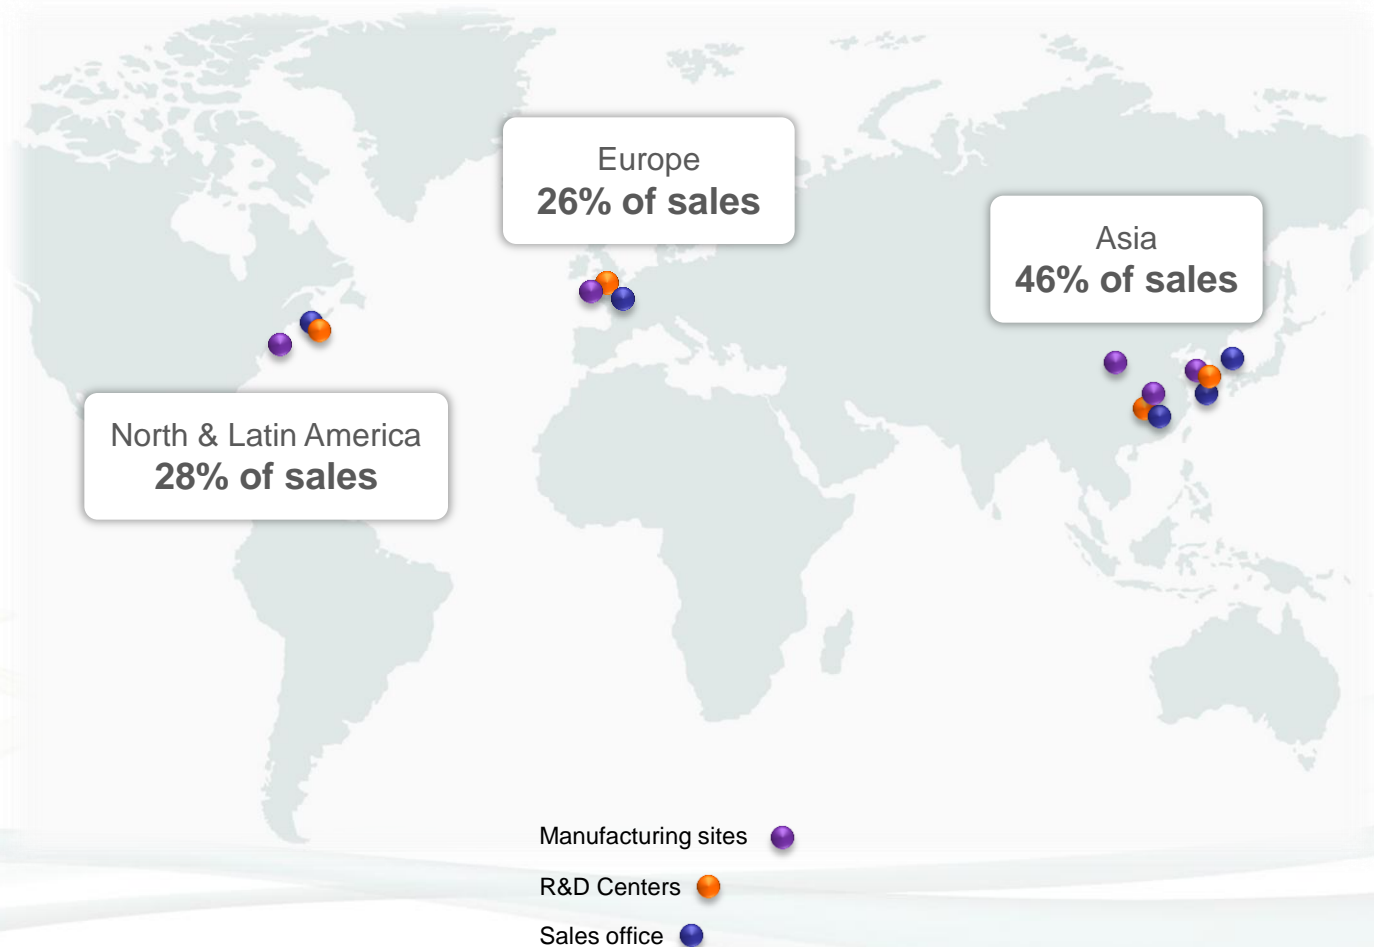 Europe
26% of sales
Asia
46% of sales
North & Latin America
28% of sales
Manufacturing sites
R&D Centers
Sales office